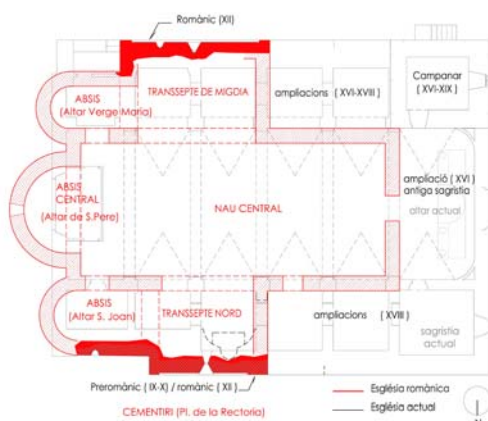 Romànic (XII)
ABSIS
(Altar Verge Maria)
TRANSSEPTE DE MIGDIA
ampliacions ( XVI-XVIII)
Campanar
( XVI-XIX)
ABSIS
CENTRAL
(Altar de S.Pere)
NAU CENTRAL
ampliació ( XVI)
antiga sagristia
altar actual
ABSIS
(Altar S. Joan)
TRANSSEPTE NORD
ampliacions ( XVIII)
sagristia
actual
Preromànic ( IX-X) / romànic ( XII)
CEMENTIRI (Pl. de la Rectoria)
Església romànica
Església actual